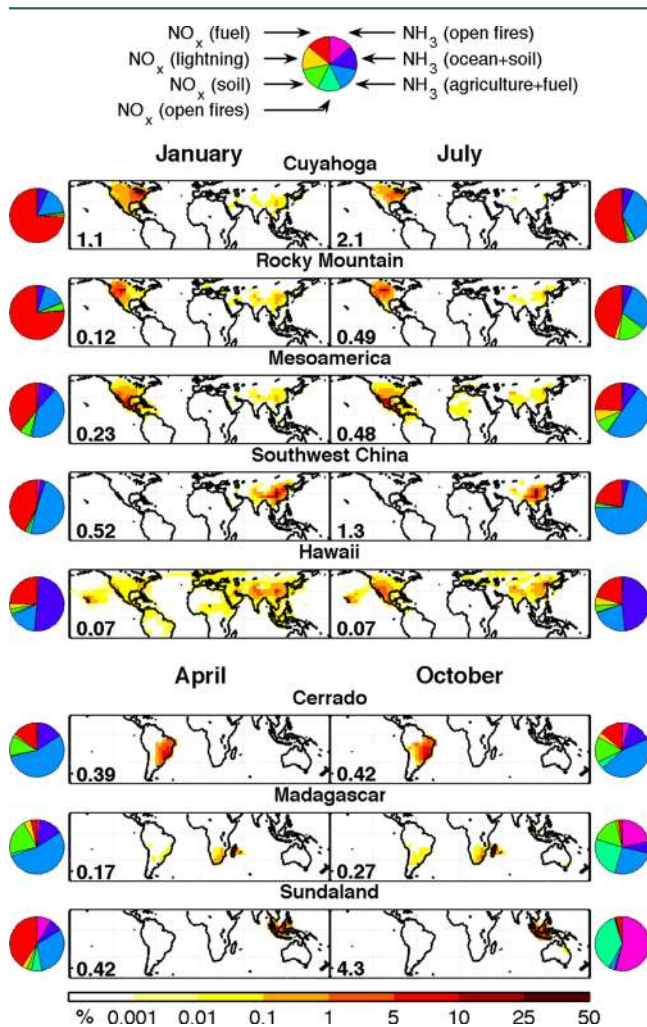 NOx (fuel) NH3 (open fires)
NOx (lightning) NH3 (ocean+soil)
NOx (soil) NH3 (agriculture+fuel)
NOx (open fires)
January July
Cuyahoga
1.1 2.1
Rocky Mountain
0.12 0.49
Mesoamerica
0.23 0.48
Southwest China
0.52 1.3
Hawaii
0.07 0.07
April October
Cerrado
0.39 0.42
Madagascar
0.17 0.27
Sundaland
0.42 4.3
% 0.001 0.01 0.1 1 5 10 25 50